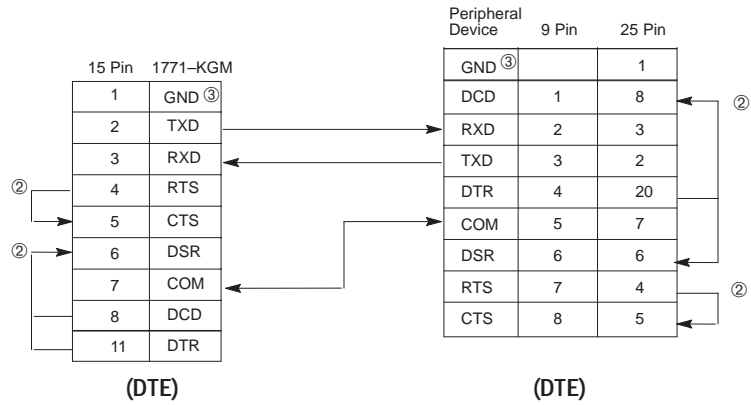 Peripheral
Device 9 Pin 25 Pin
GND ③ 1
DCD 1 8 ②
RXD 2 3
TXD 3 2
DTR 4 20
COM 5 7
DSR 6 6
RTS 7 4 ②
CTS 8 5
(DTE)
15 Pin 1771–KGM
1 GND ③
2 TXD
3 RXD
② 4 RTS
5 CTS
② 6 DSR
7 COM
8 DCD
11 DTR
(DTE)